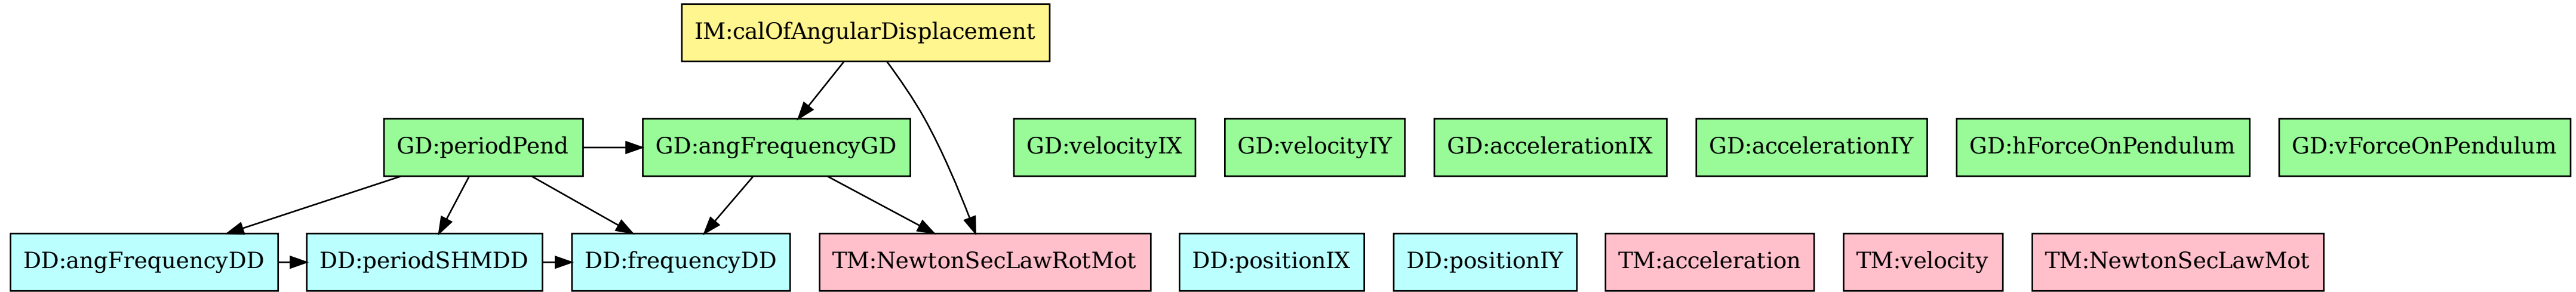 IM:calOfAngularDisplacement
GD:periodPend
GD:angFrequencyGD
GD:velocityIX
GD:velocityIY
GD:accelerationIX
GD:accelerationIY
GD:hForceOnPendulum
GD:vForceOnPendulum
DD:angFrequencyDD
DD:periodSHMDD
DD:frequencyDD
TM:NewtonSecLawRotMot
DD:positionIX
DD:positionIY
TM:acceleration
TM:velocity
TM:NewtonSecLawMot